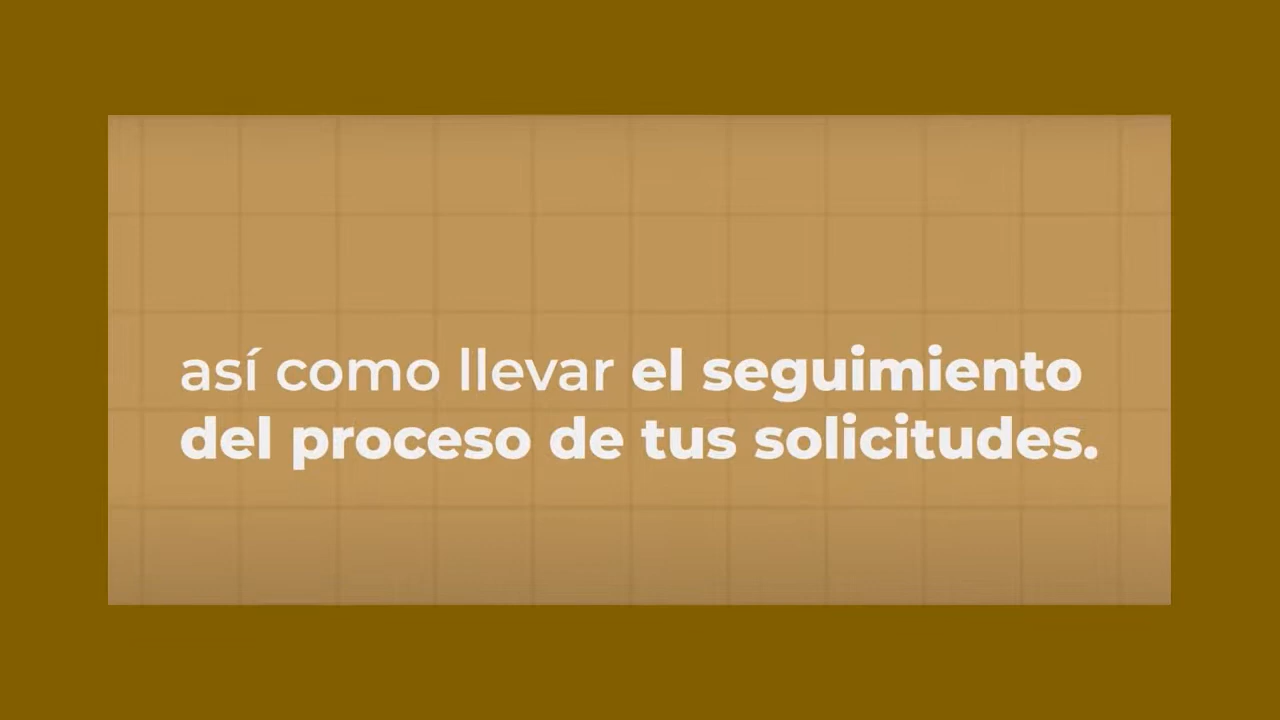 así como llevar el seguimiento
del proceso de tus solicitudes.